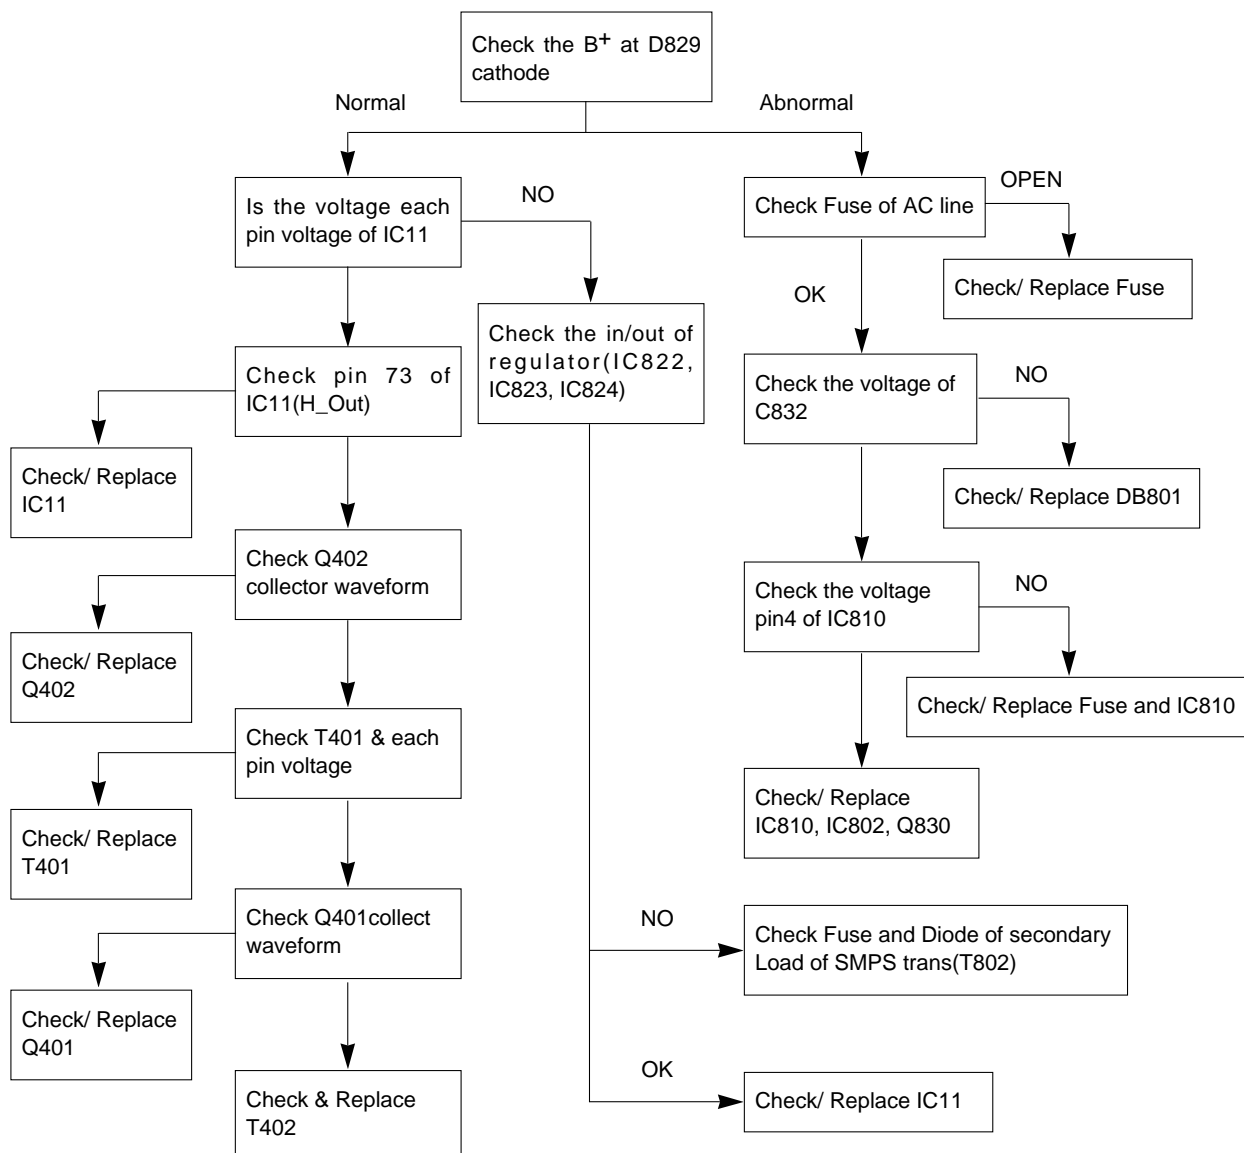 Check the B+ at D829
cathode
Normal
Abnormal
Is the voltage each
pin voltage of IC11
NO
Check Fuse of AC line
OPEN
Check/ Replace Fuse
OK
Check the in/out of
regulator(IC822,
IC823, IC824)
Check pin 73 of
IC11(H_Out)
Check the voltage of
C832
NO
Check/ Replace
IC11
Check/ Replace DB801
Check Q402
collector waveform
Check the voltage
pin4 of IC810
NO
Check/ Replace
Q402
Check/ Replace Fuse and IC810
Check T401 & each
pin voltage
Check/ Replace
IC810, IC802, Q830
Check/ Replace
T401
Check Q401collect
waveform
NO
Check Fuse and Diode of secondary
Load of SMPS trans(T802)
Check/ Replace
Q401
OK
Check/ Replace IC11
Check & Replace
T402